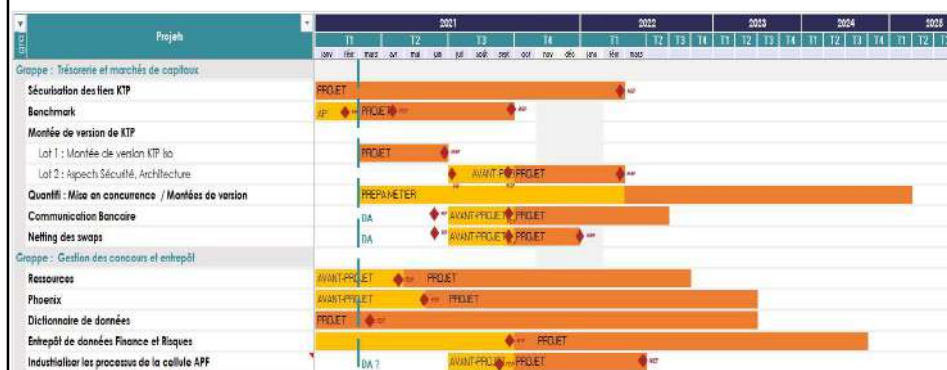 Projets 2021 2022 2023 2024 2025
T1 T2 T3 T4 T1 T2 T3 T4 T1 T2 T3 T4 T1 T2 T3 T4 T1 T2
janv févr mars avr mai juin juil août sept oct nov déc janv févr mars
Grappe : Trésorerie et marchés de capitaux
Sécurisation des tiers KTP PROJET
Benchmark AP PROJET
Montée de version de KTP
Lot 1 : Montée de version KTP Iso PROJET
Lot 2 : Aspects Sécurité, Architecture PROJET
Quantifi : Mise en concurrence / Montées de version PREPA METIER
Communication Bancaire DA AVANT-PROJET PROJET
Netting des swaps DA AVANT-PROJET PROJET
Grappe : Gestion des concours et entrepôt
Ressources AVANT-PROJET PROJET
Phoenix AVANT-PROJET PROJET
Dictionnaire de données PROJET
Entrepôt de données Finance et Risques PROJET
Industrialiser les processus de la cellule APF DA ? AVANT-PROJET PROJET